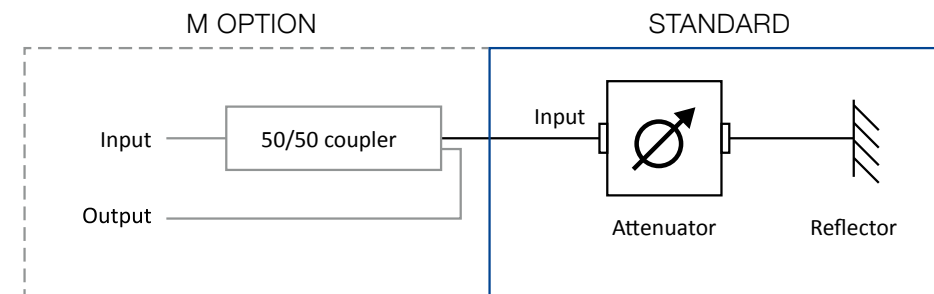 M OPTION
STANDARD
Input
50/50 coupler
Output
Input
Attenuator
Reflector